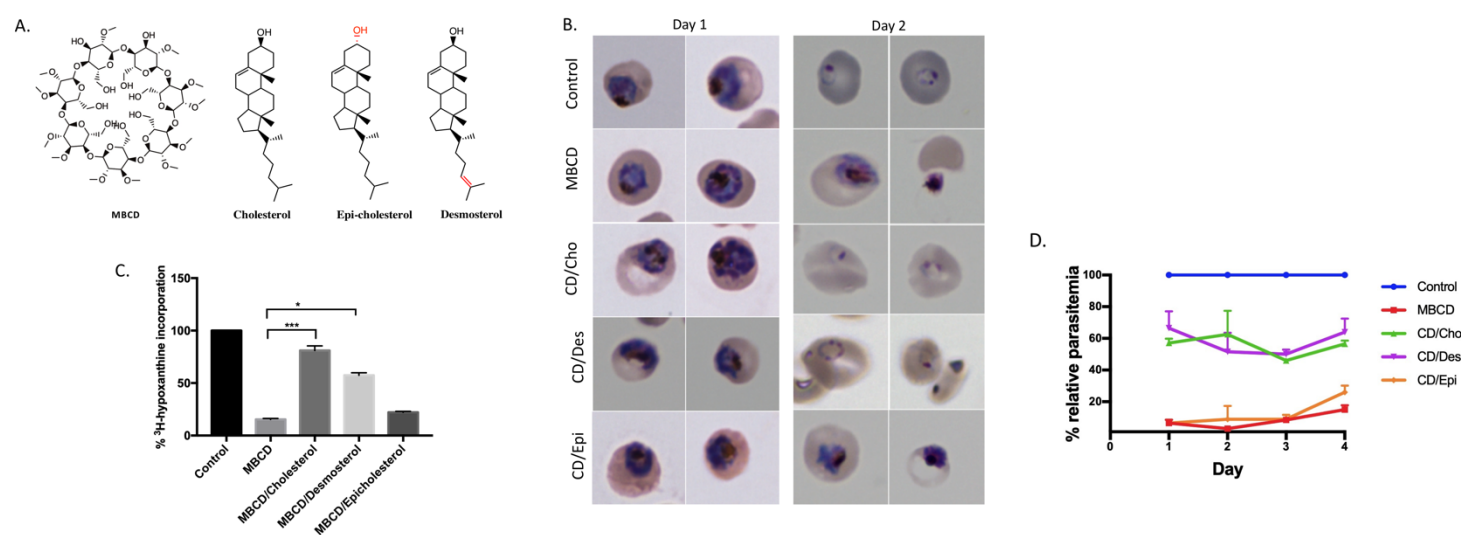 A.
OH
OH
OH
MBCD
Cholesterol
Epi-cholesterol
Desmosterol
B.
Day 1
Day 2
Control
MBCD
CD/Cho
CD/Des
CD/Epi
C.
% ³H-hypoxanthine incorporation
150
100
50
0
*
***
Control
MBCD
MBCD/Cholesterol
MBCD/Desmosterol
MBCD/Epicholesterol
D.
% relative parasitemia
100
80
60
40
20
0
1
2
3
4
Day
Control
MBCD
CD/Cho
CD/Des
CD/Epi